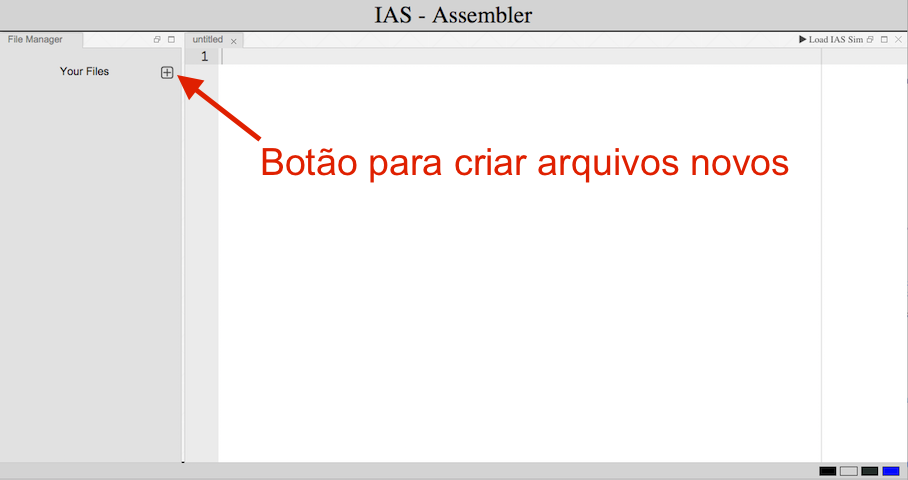 IAS - Assembler
File Manager
untitled
Load IAS Sim
Your Files
1
Botão para criar arquivos novos